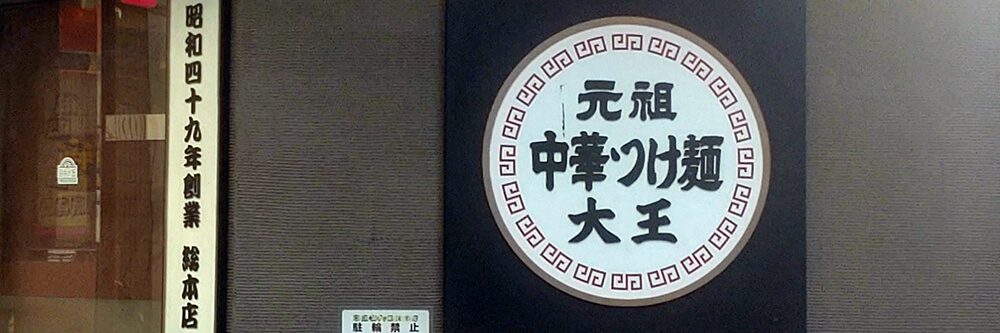 昭和四十九年創業 総本店
元祖
中華・つけ麺
大王
駐輪禁止